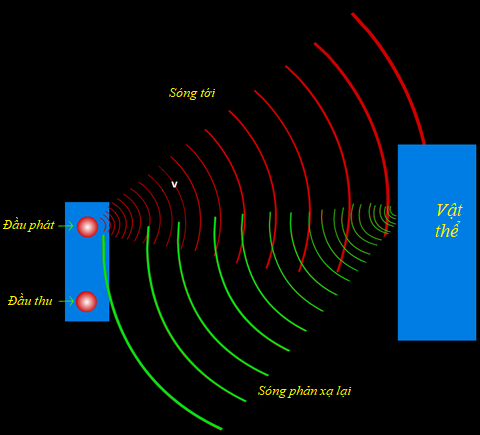 Sóng tới
v
Đầu phát
Vật
thể
Đầu thu
Sóng phản xạ lại